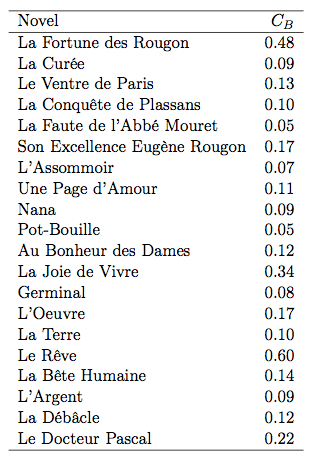 Novel C_B
La Fortune des Rougon 0.48
La Curée 0.09
Le Ventre de Paris 0.13
La Conquête de Plassans 0.10
La Faute de l'Abbé Mouret 0.05
Son Excellence Eugène Rougon 0.17
L'Assommoir 0.07
Une Page d'Amour 0.11
Nana 0.09
Pot-Bouille 0.05
Au Bonheur des Dames 0.12
La Joie de Vivre 0.34
Germinal 0.08
L'Oeuvre 0.17
La Terre 0.10
Le Rêve 0.60
La Bête Humaine 0.14
L'Argent 0.09
La Débâcle 0.12
Le Docteur Pascal 0.22